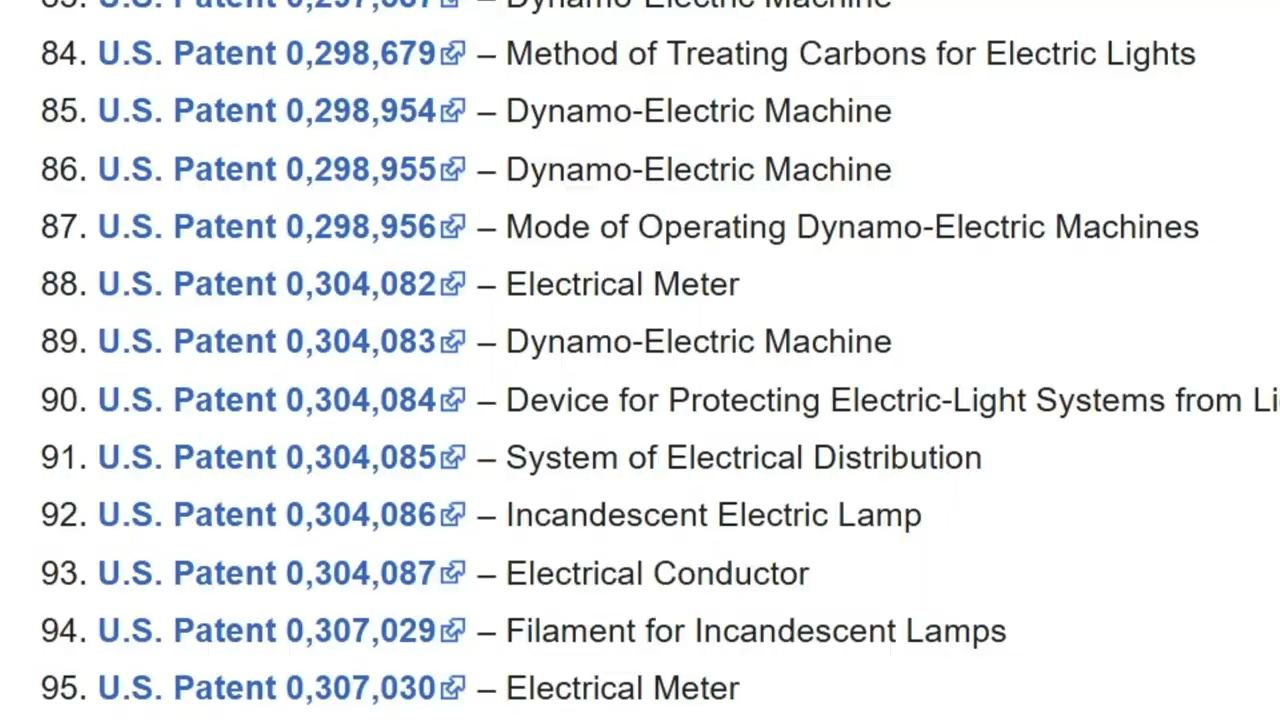 84. U.S. Patent 0,298,679 – Method of Treating Carbons for Electric Lights
85. U.S. Patent 0,298,954 – Dynamo-Electric Machine
86. U.S. Patent 0,298,955 – Dynamo-Electric Machine
87. U.S. Patent 0,298,956 – Mode of Operating Dynamo-Electric Machines
88. U.S. Patent 0,304,082 – Electrical Meter
89. U.S. Patent 0,304,083 – Dynamo-Electric Machine
90. U.S. Patent 0,304,084 – Device for Protecting Electric-Light Systems from Li
91. U.S. Patent 0,304,085 – System of Electrical Distribution
92. U.S. Patent 0,304,086 – Incandescent Electric Lamp
93. U.S. Patent 0,304,087 – Electrical Conductor
94. U.S. Patent 0,307,029 – Filament for Incandescent Lamps
95. U.S. Patent 0,307,030 – Electrical Meter